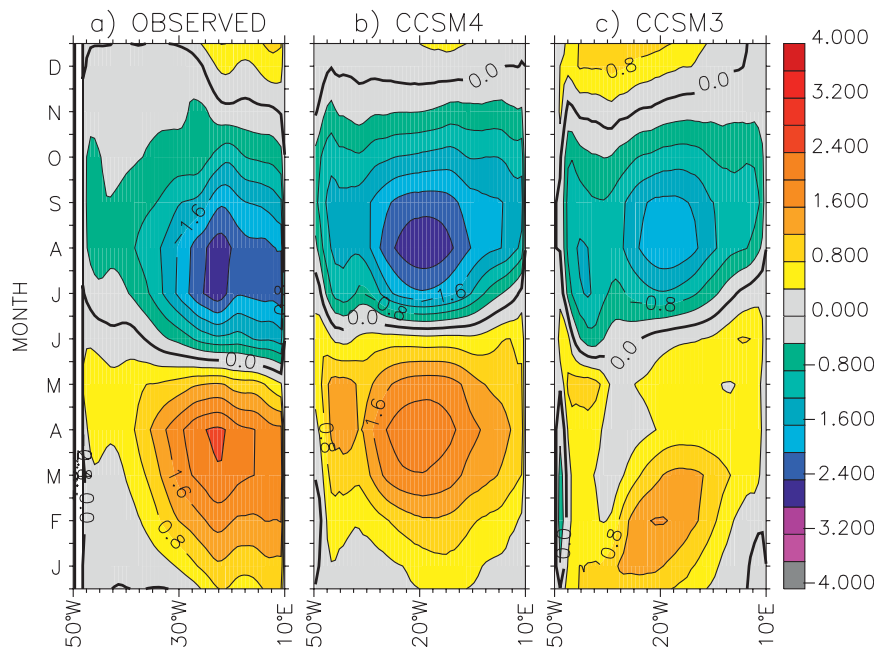 a) OBSERVED
b) CCSM4
c) CCSM3
MONTH
D
N
O
S
A
J
J
M
A
M
F
J
-1.6
0.0
1.6
0.8
0.0
0.0
-0.8
-1.6
0.0
1.6
0.8
0.8
0.0
-0.8
0.0
0.8
0.0
50°W
30°W
10°E
50°W
20°W
10°E
50°W
20°W
10°E
4.000
3.200
2.400
1.600
0.800
0.000
-0.800
-1.600
-2.400
-3.200
-4.000